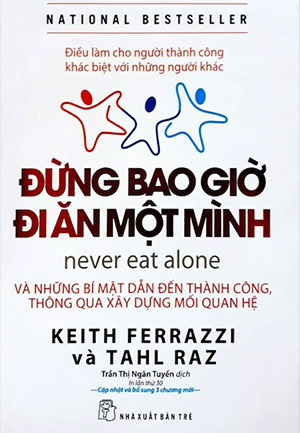 NATIONAL BESTSELLER
Điều làm cho người thành công
khác biệt với những người khác
ĐỪNG BAO GIỜ
ĐI ĂN MỘT MÌNH
never eat alone
VÀ NHỮNG BÍ MẬT DẪN ĐẾN THÀNH CÔNG,
THÔNG QUA XÂY DỰNG MỐI QUAN HỆ
KEITH FERRAZZI
và TAHL RAZ
Trần Thị Ngân Tuyến dịch
In lần thứ 30
—Cập nhật và bổ sung 3 chương mới—
NHÀ XUẤT BẢN TRẺ